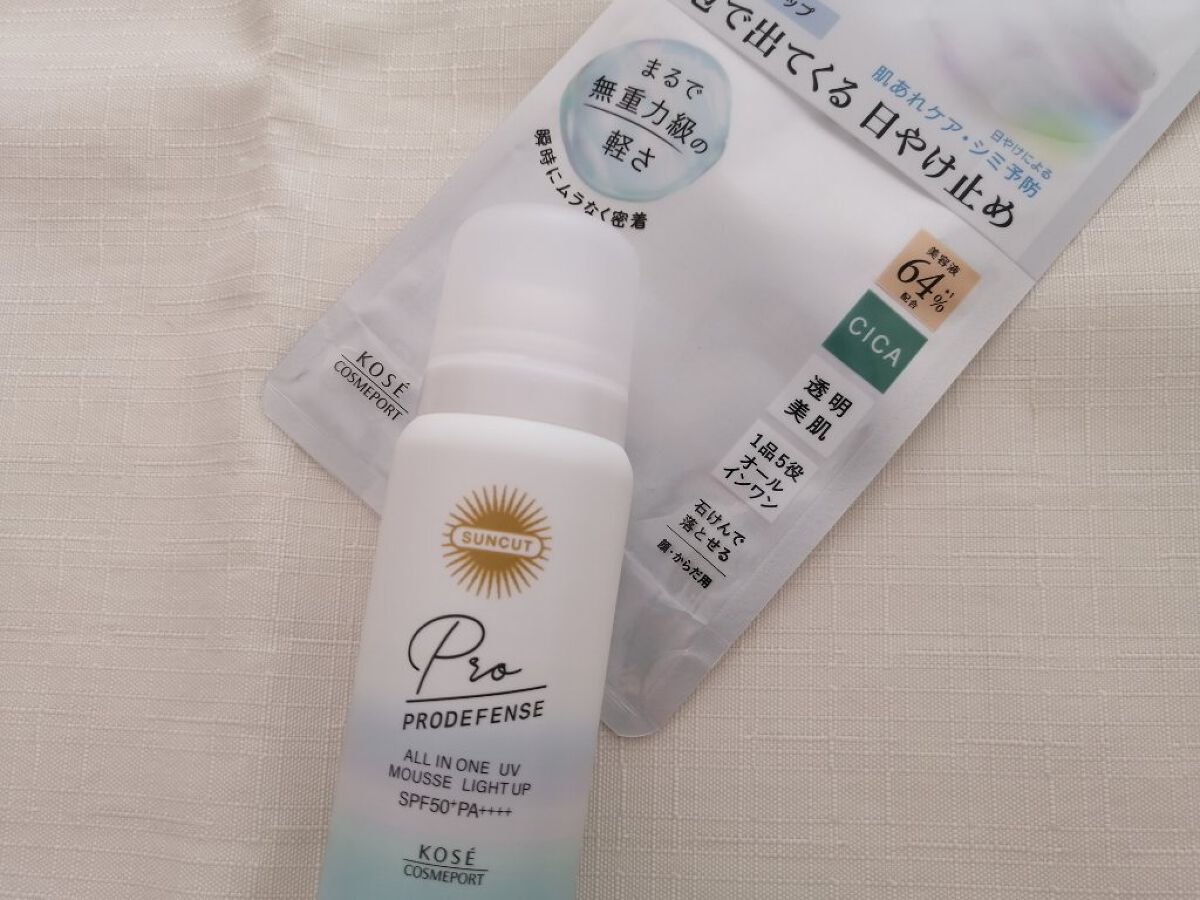 ップ
泡で出てくる 日やけ止め
肌あれケア・シミ予防
日やけによる
まるで
無重力級の
軽さ
瞬時にムラなく密着
美容液
64%*1
配合
CICA
透明
美肌
1品5役
オール
インワン
石けんで
落とせる
顔・からだ用
KOSÉ
COSMEPORT
SUNCUT
Pro
PRODEFENSE
ALL IN ONE UV
MOUSSE LIGHT UP
SPF50+PA++++
KOSÉ
COSMEPORT